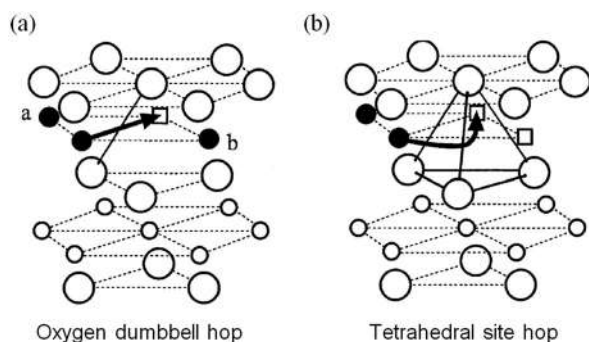 (a)
(b)
a
b
Oxygen dumbbell hop
Tetrahedral site hop